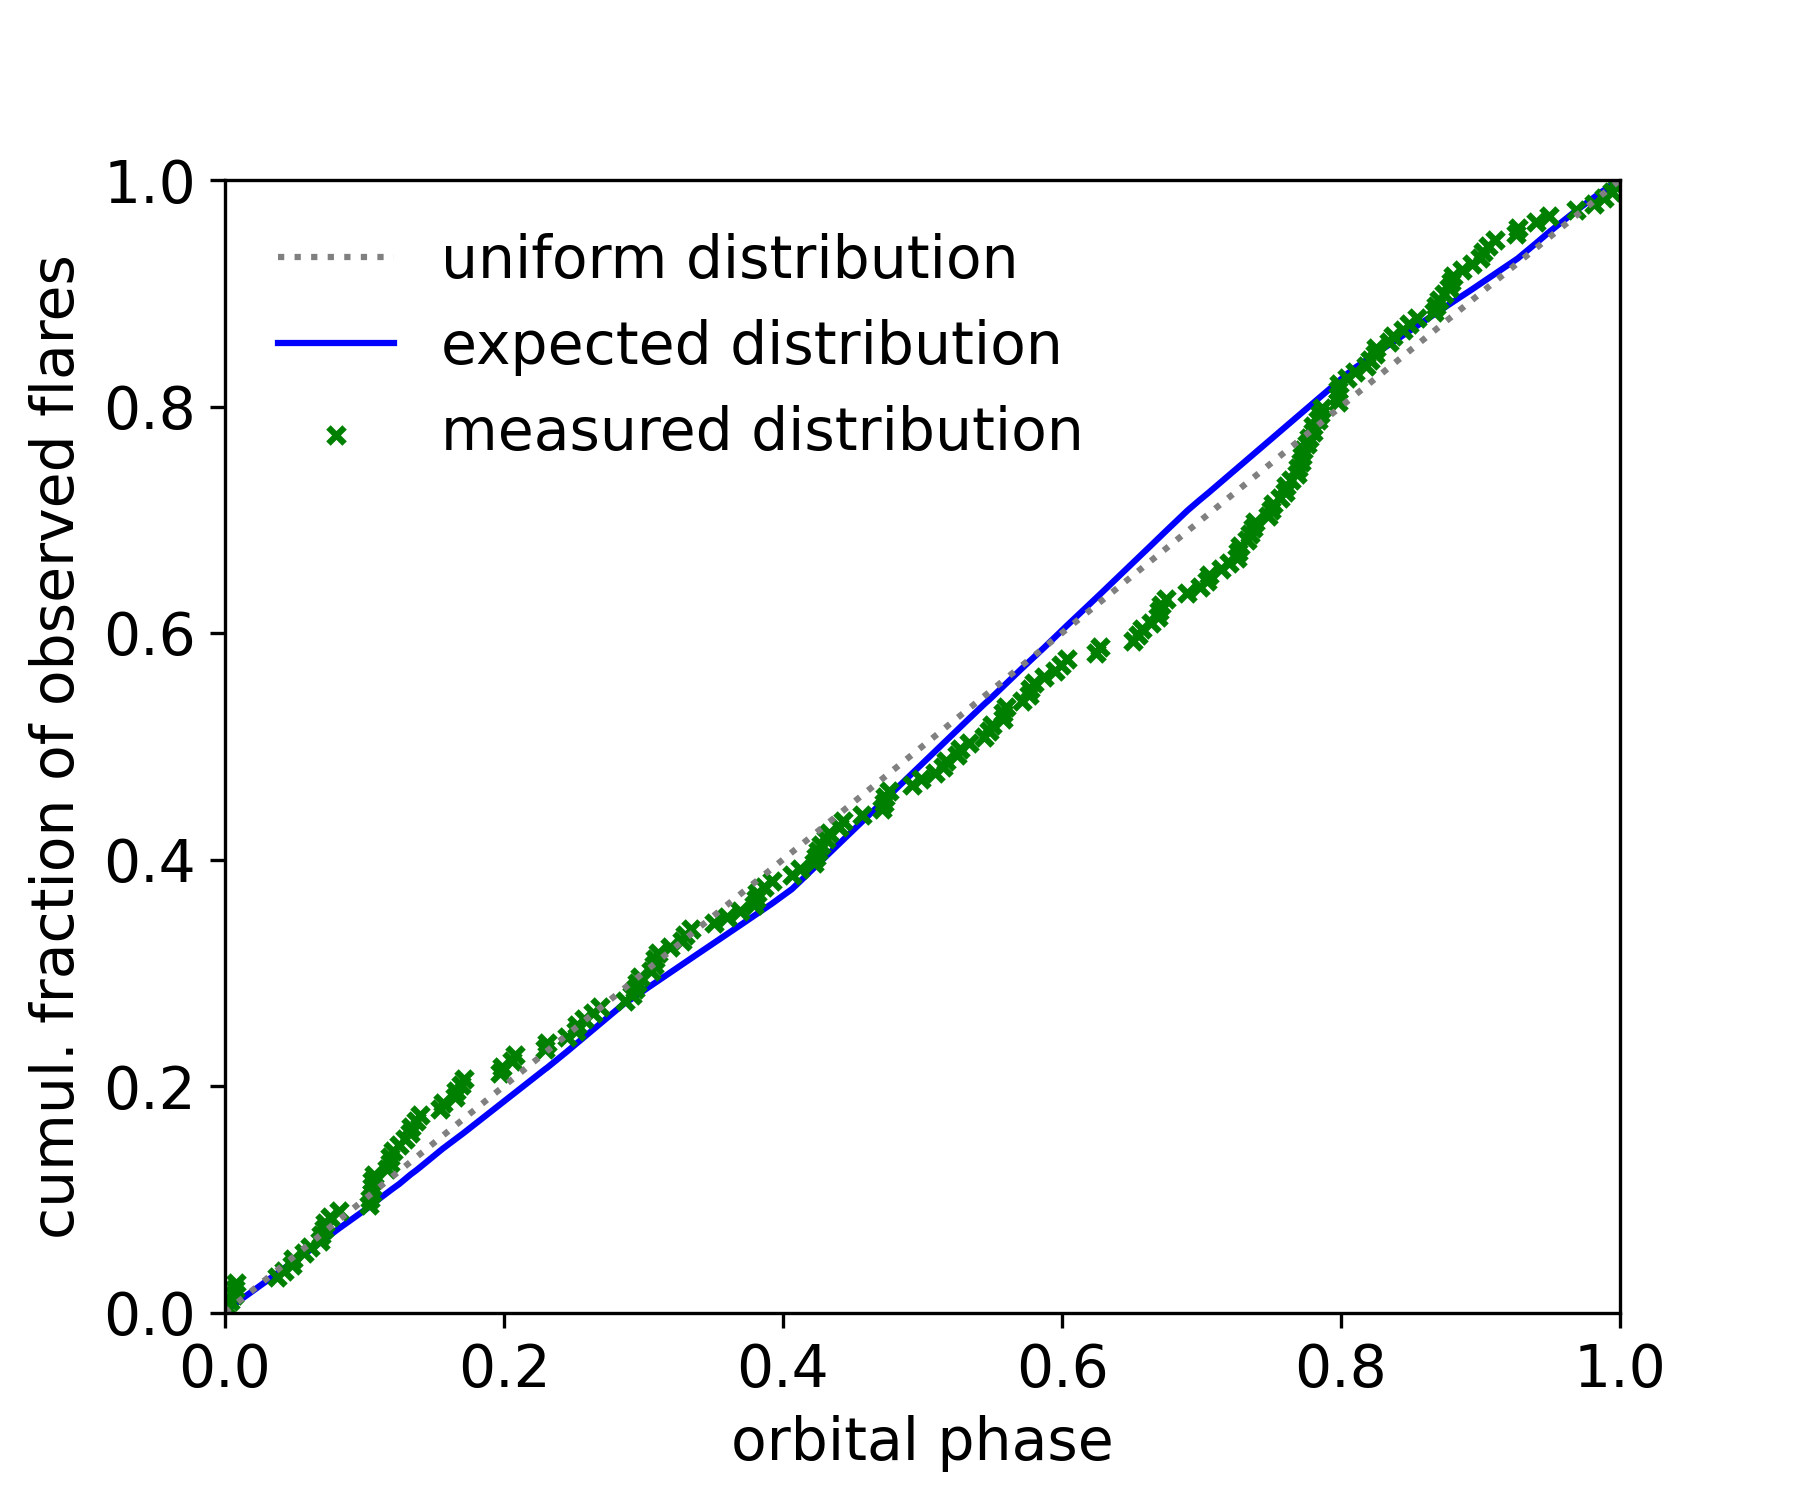 uniform distribution
expected distribution
measured distribution
cumul. fraction of observed flares
1.0
0.8
0.6
0.4
0.2
0.0
0.0 0.2 0.4 0.6 0.8 1.0
orbital phase